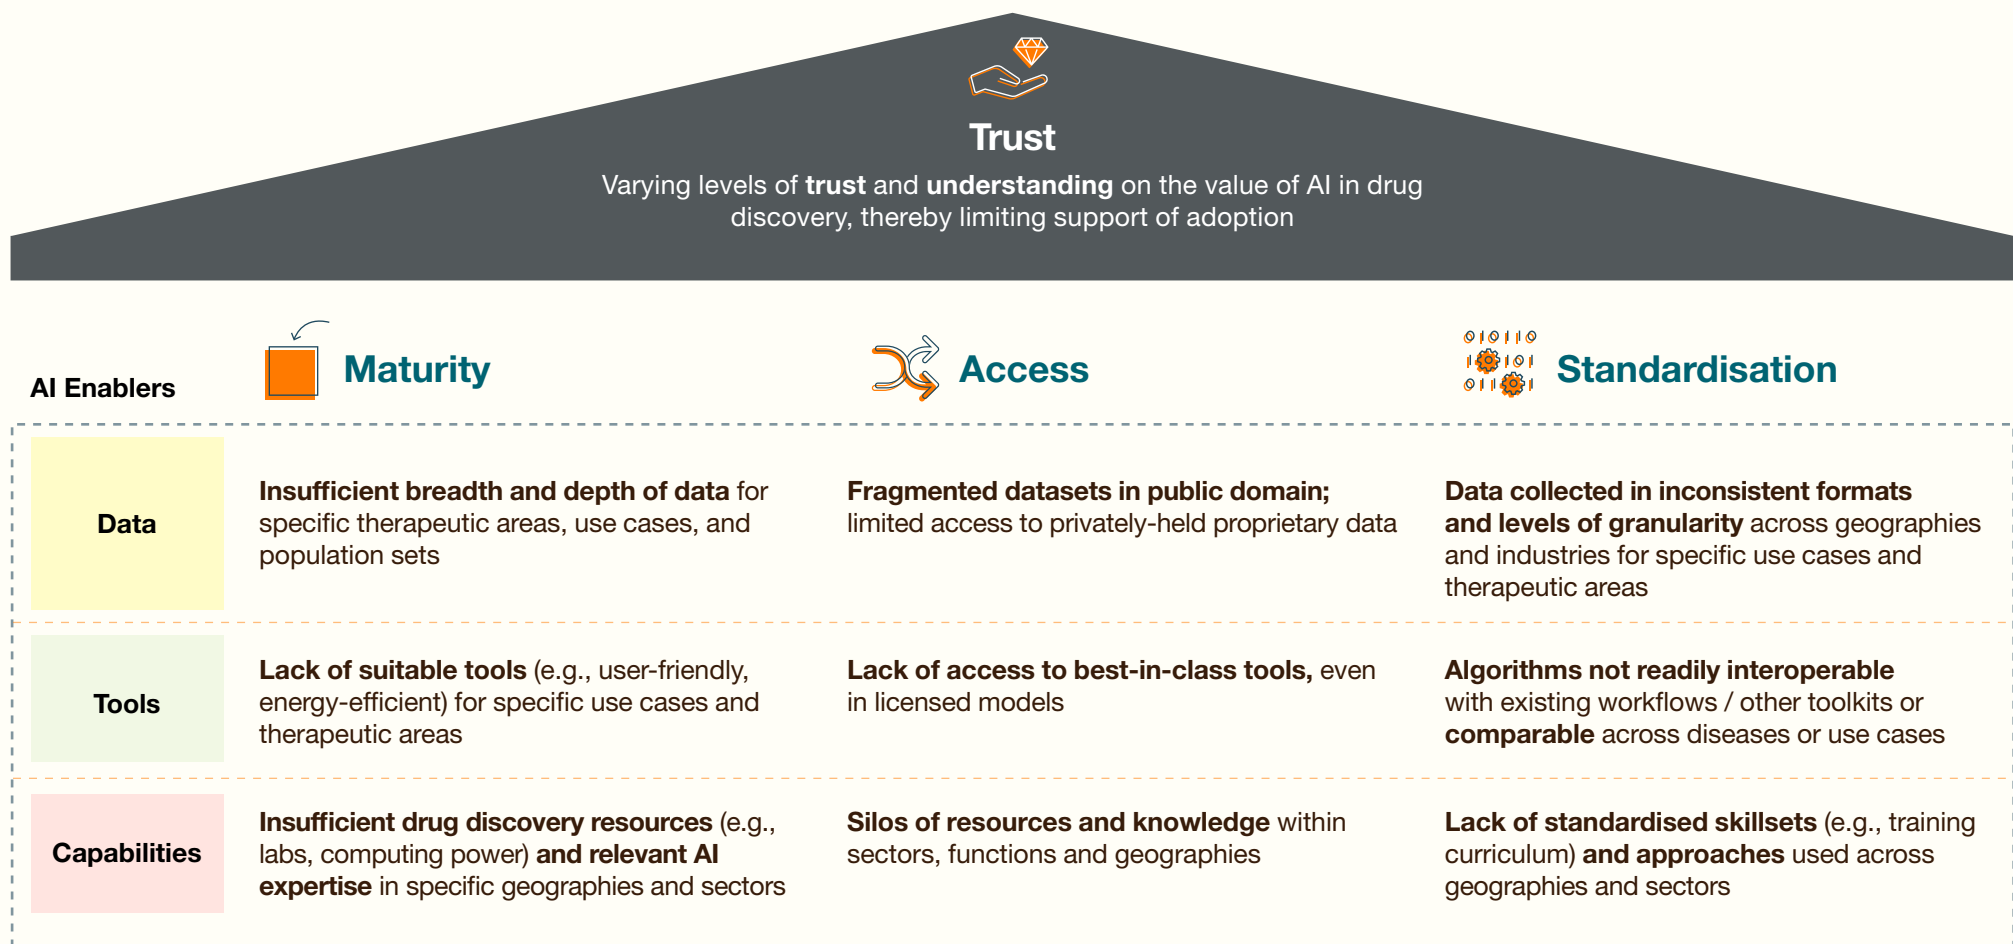 Trust
Varying levels of trust and understanding on the value of AI in drug
discovery, thereby limiting support of adoption
AI Enablers
Maturity
Access
Standardisation
Data
Insufficient breadth and depth of data for
specific therapeutic areas, use cases, and
population sets
Fragmented datasets in public domain;
limited access to privately-held proprietary data
Data collected in inconsistent formats
and levels of granularity across geographies
and industries for specific use cases and
therapeutic areas
Tools
Lack of suitable tools (e.g., user-friendly,
energy-efficient) for specific use cases and
therapeutic areas
Lack of access to best-in-class tools, even
in licensed models
Algorithms not readily interoperable
with existing workflows / other toolkits or
comparable across diseases or use cases
Capabilities
Insufficient drug discovery resources (e.g.,
labs, computing power) and relevant AI
expertise in specific geographies and sectors
Silos of resources and knowledge within
sectors, functions and geographies
Lack of standardised skillsets (e.g., training
curriculum) and approaches used across
geographies and sectors